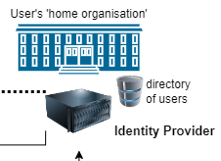 User's 'home organisation'
directory
of users
Identity Provider